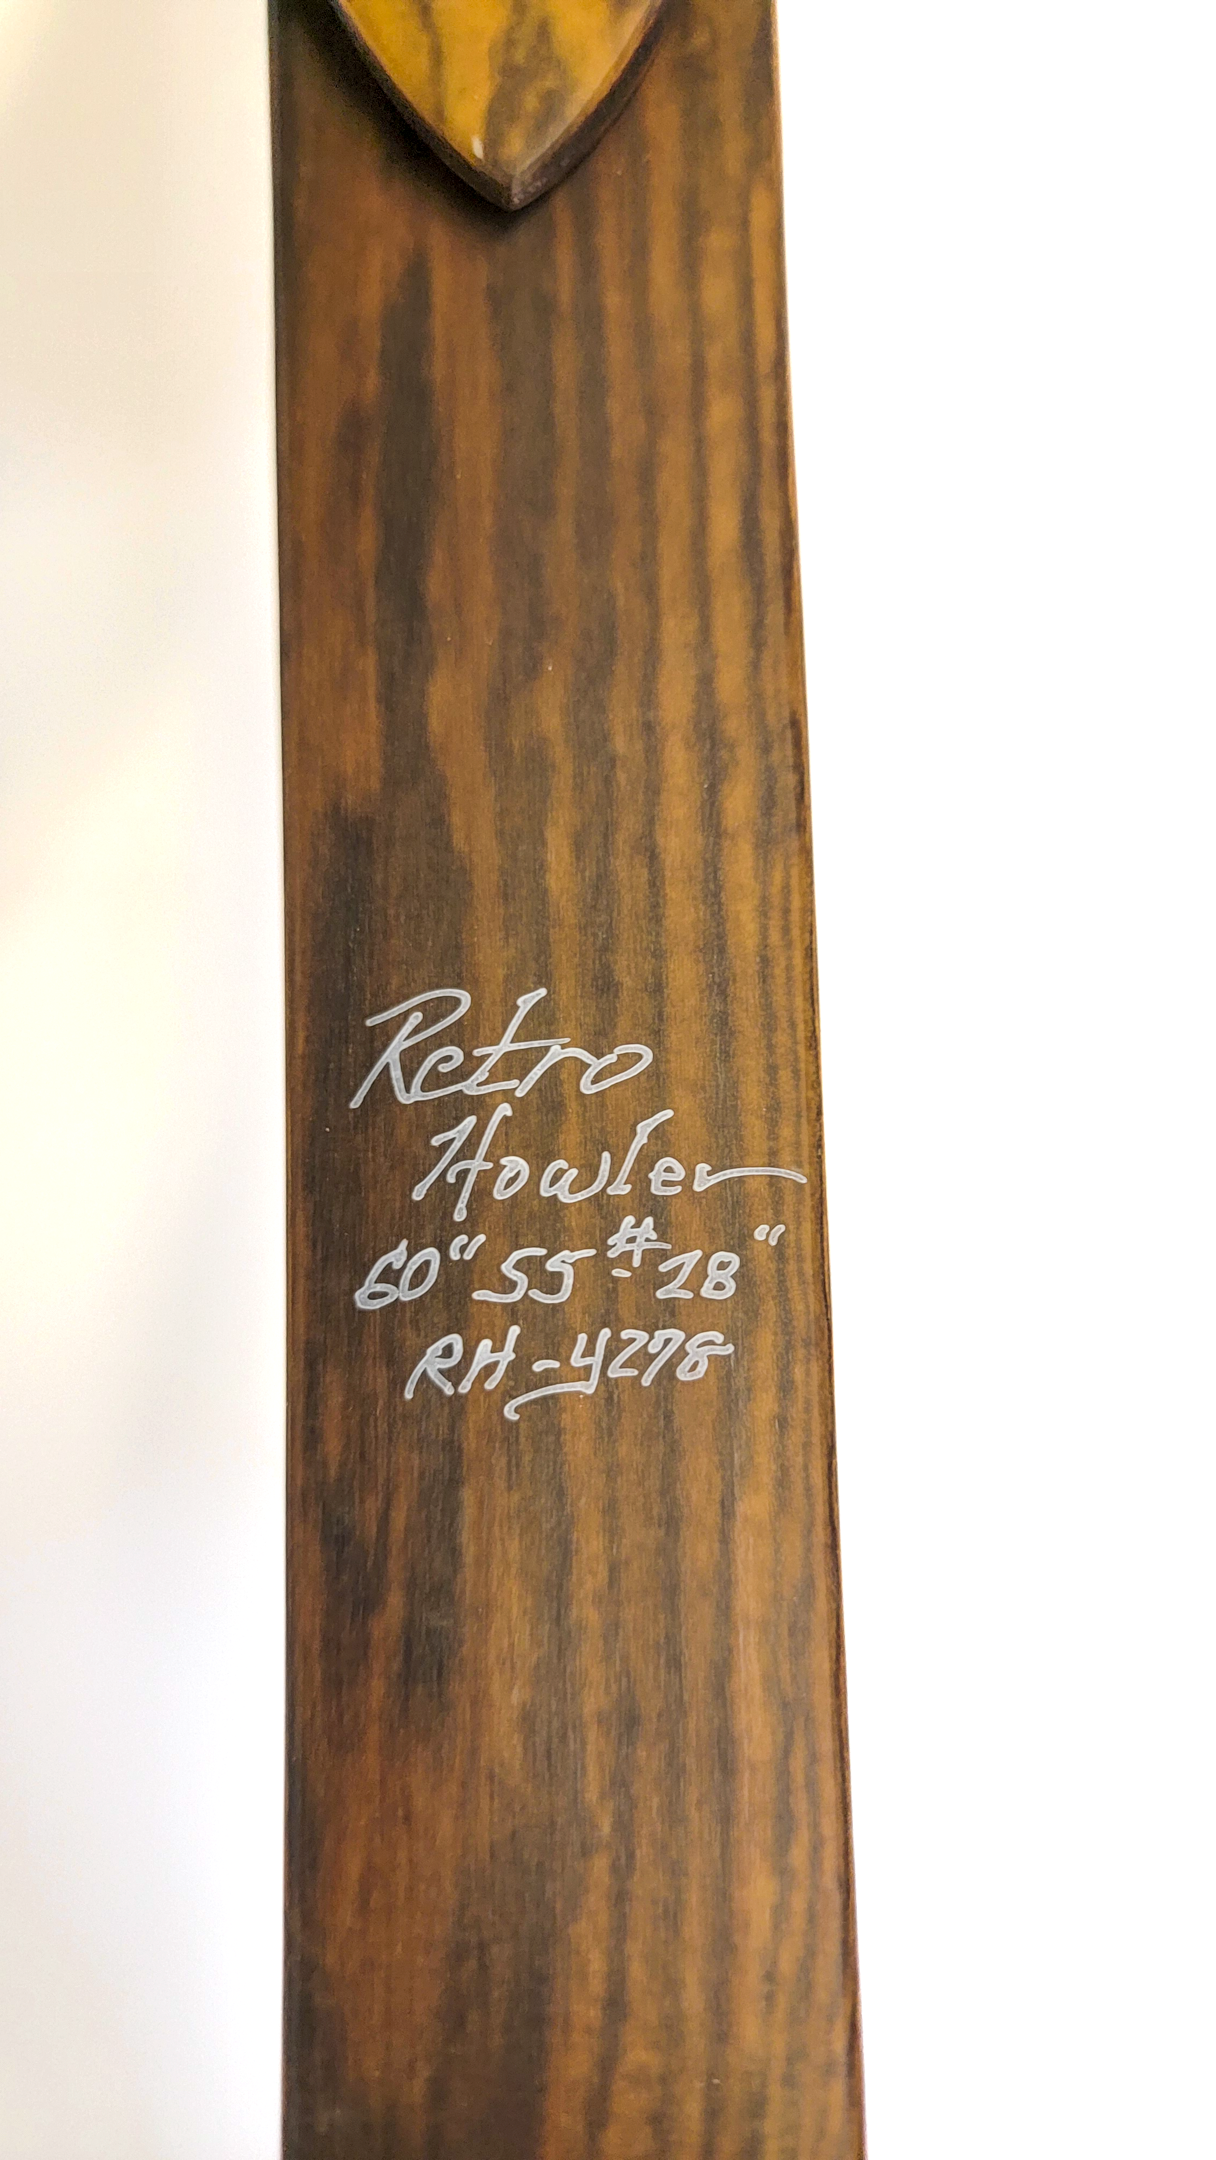 Retro
Howler
60" 55#-28"
RH-4278